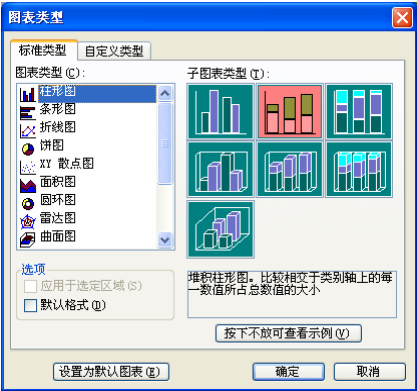 图表类型
标准类型 自定义类型
图表类型(C): 子图表类型(T):
柱形图
条形图
折线图
饼图
XY 散点图
面积图
圆环图
雷达图
曲面图
选项
应用于选定区域(S)
默认格式(D)
堆积柱形图。比较相交于类别轴上的每
一数值所占总数值的大小
按下不放可查看示例(V)
设置为默认图表(E) 确定 取消